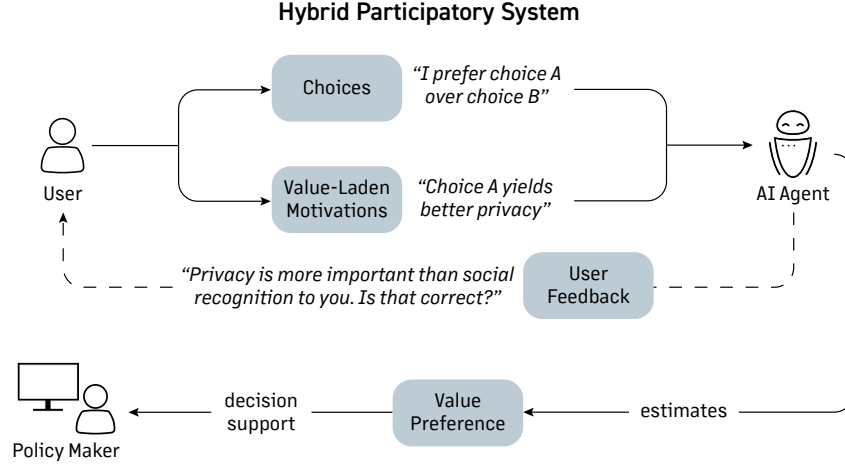 Hybrid Participatory System
Choices
“I prefer choice A
over choice B”
User
Value-Laden
Motivations
“Choice A yields
better privacy”
AI Agent
“Privacy is more important than social
recognition to you. Is that correct?”
User
Feedback
Policy Maker
decision
support
Value
Preference
estimates